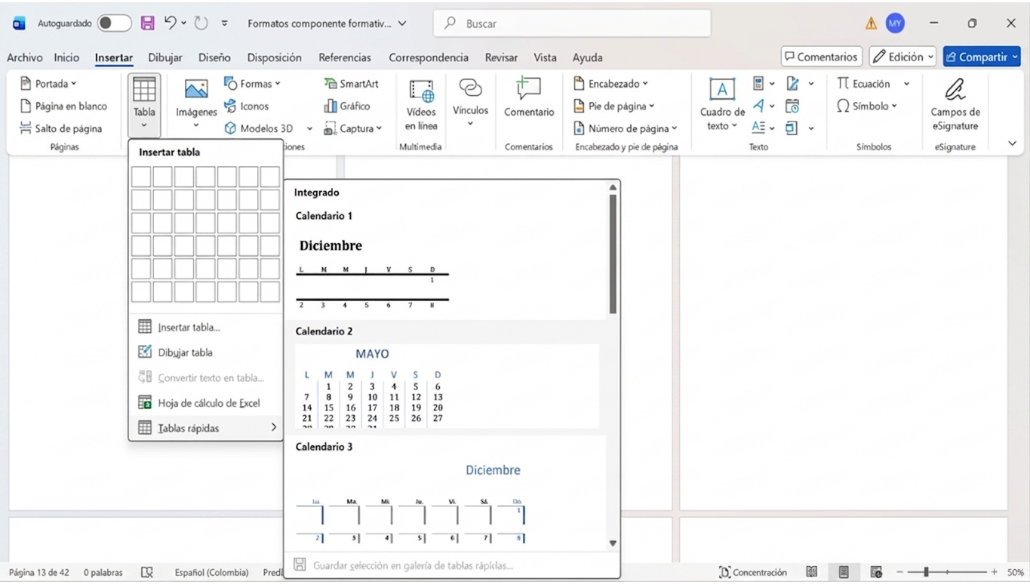 Autoguardado
Formatos componente formativ...
Buscar
MY
Archivo Inicio Insertar Dibujar Diseño Disposición Referencias Correspondencia Revisar Vista Ayuda
Comentarios Edición Compartir
Portada
Página en blanco
Salto de página
Páginas
Tabla
Imágenes
Formas
Iconos
Modelos 3D
SmartArt
Gráfico
Captura
iones
Vídeos
en línea
Multimedia
Vínculos
Comentario
Comentarios
Encabezado
Pie de página
Número de página
Encabezado y pie de página
A
Cuadro de
texto
Texto
Ecuación
Símbolo
Símbolos
Campos de
eSignature
eSignature
Insertar tabla
Insertar tabla...
Dibujar tabla
Convertir texto en tabla...
Hoja de cálculo de Excel
Tablas rápidas
Integrado
Calendario 1
Diciembre
L M M J V S D
1
2 3 4 5 6 7 8
Calendario 2
MAYO
L M M J V S D
1 2 3 4 5 6
7 8 9 10 11 12 13
14 15 16 17 18 19 20
21 22 23 24 25 26 27
Calendario 3
Diciembre
Lu. Ma. Mi. Ju. Vi. Sá. Do.
1
2 3 4 5 6 7 8
Guardar selección en galería de tablas rápidas...
Página 13 de 42 0 palabras Español (Colombia) Predi
Concentración
50%